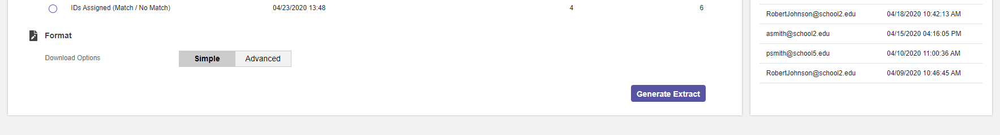 IDs Assigned (Match / No Match) 04/23/2020 13:48 4 6
Format
Download Options Simple Advanced
Generate Extract
RobertJohnson@school2.edu 04/18/2020 10:42:13 AM
asmith@school2.edu 04/15/2020 04:16:05 PM
psmith@school5.edu 04/10/2020 11:00:36 AM
RobertJohnson@school2.edu 04/09/2020 10:46:45 AM